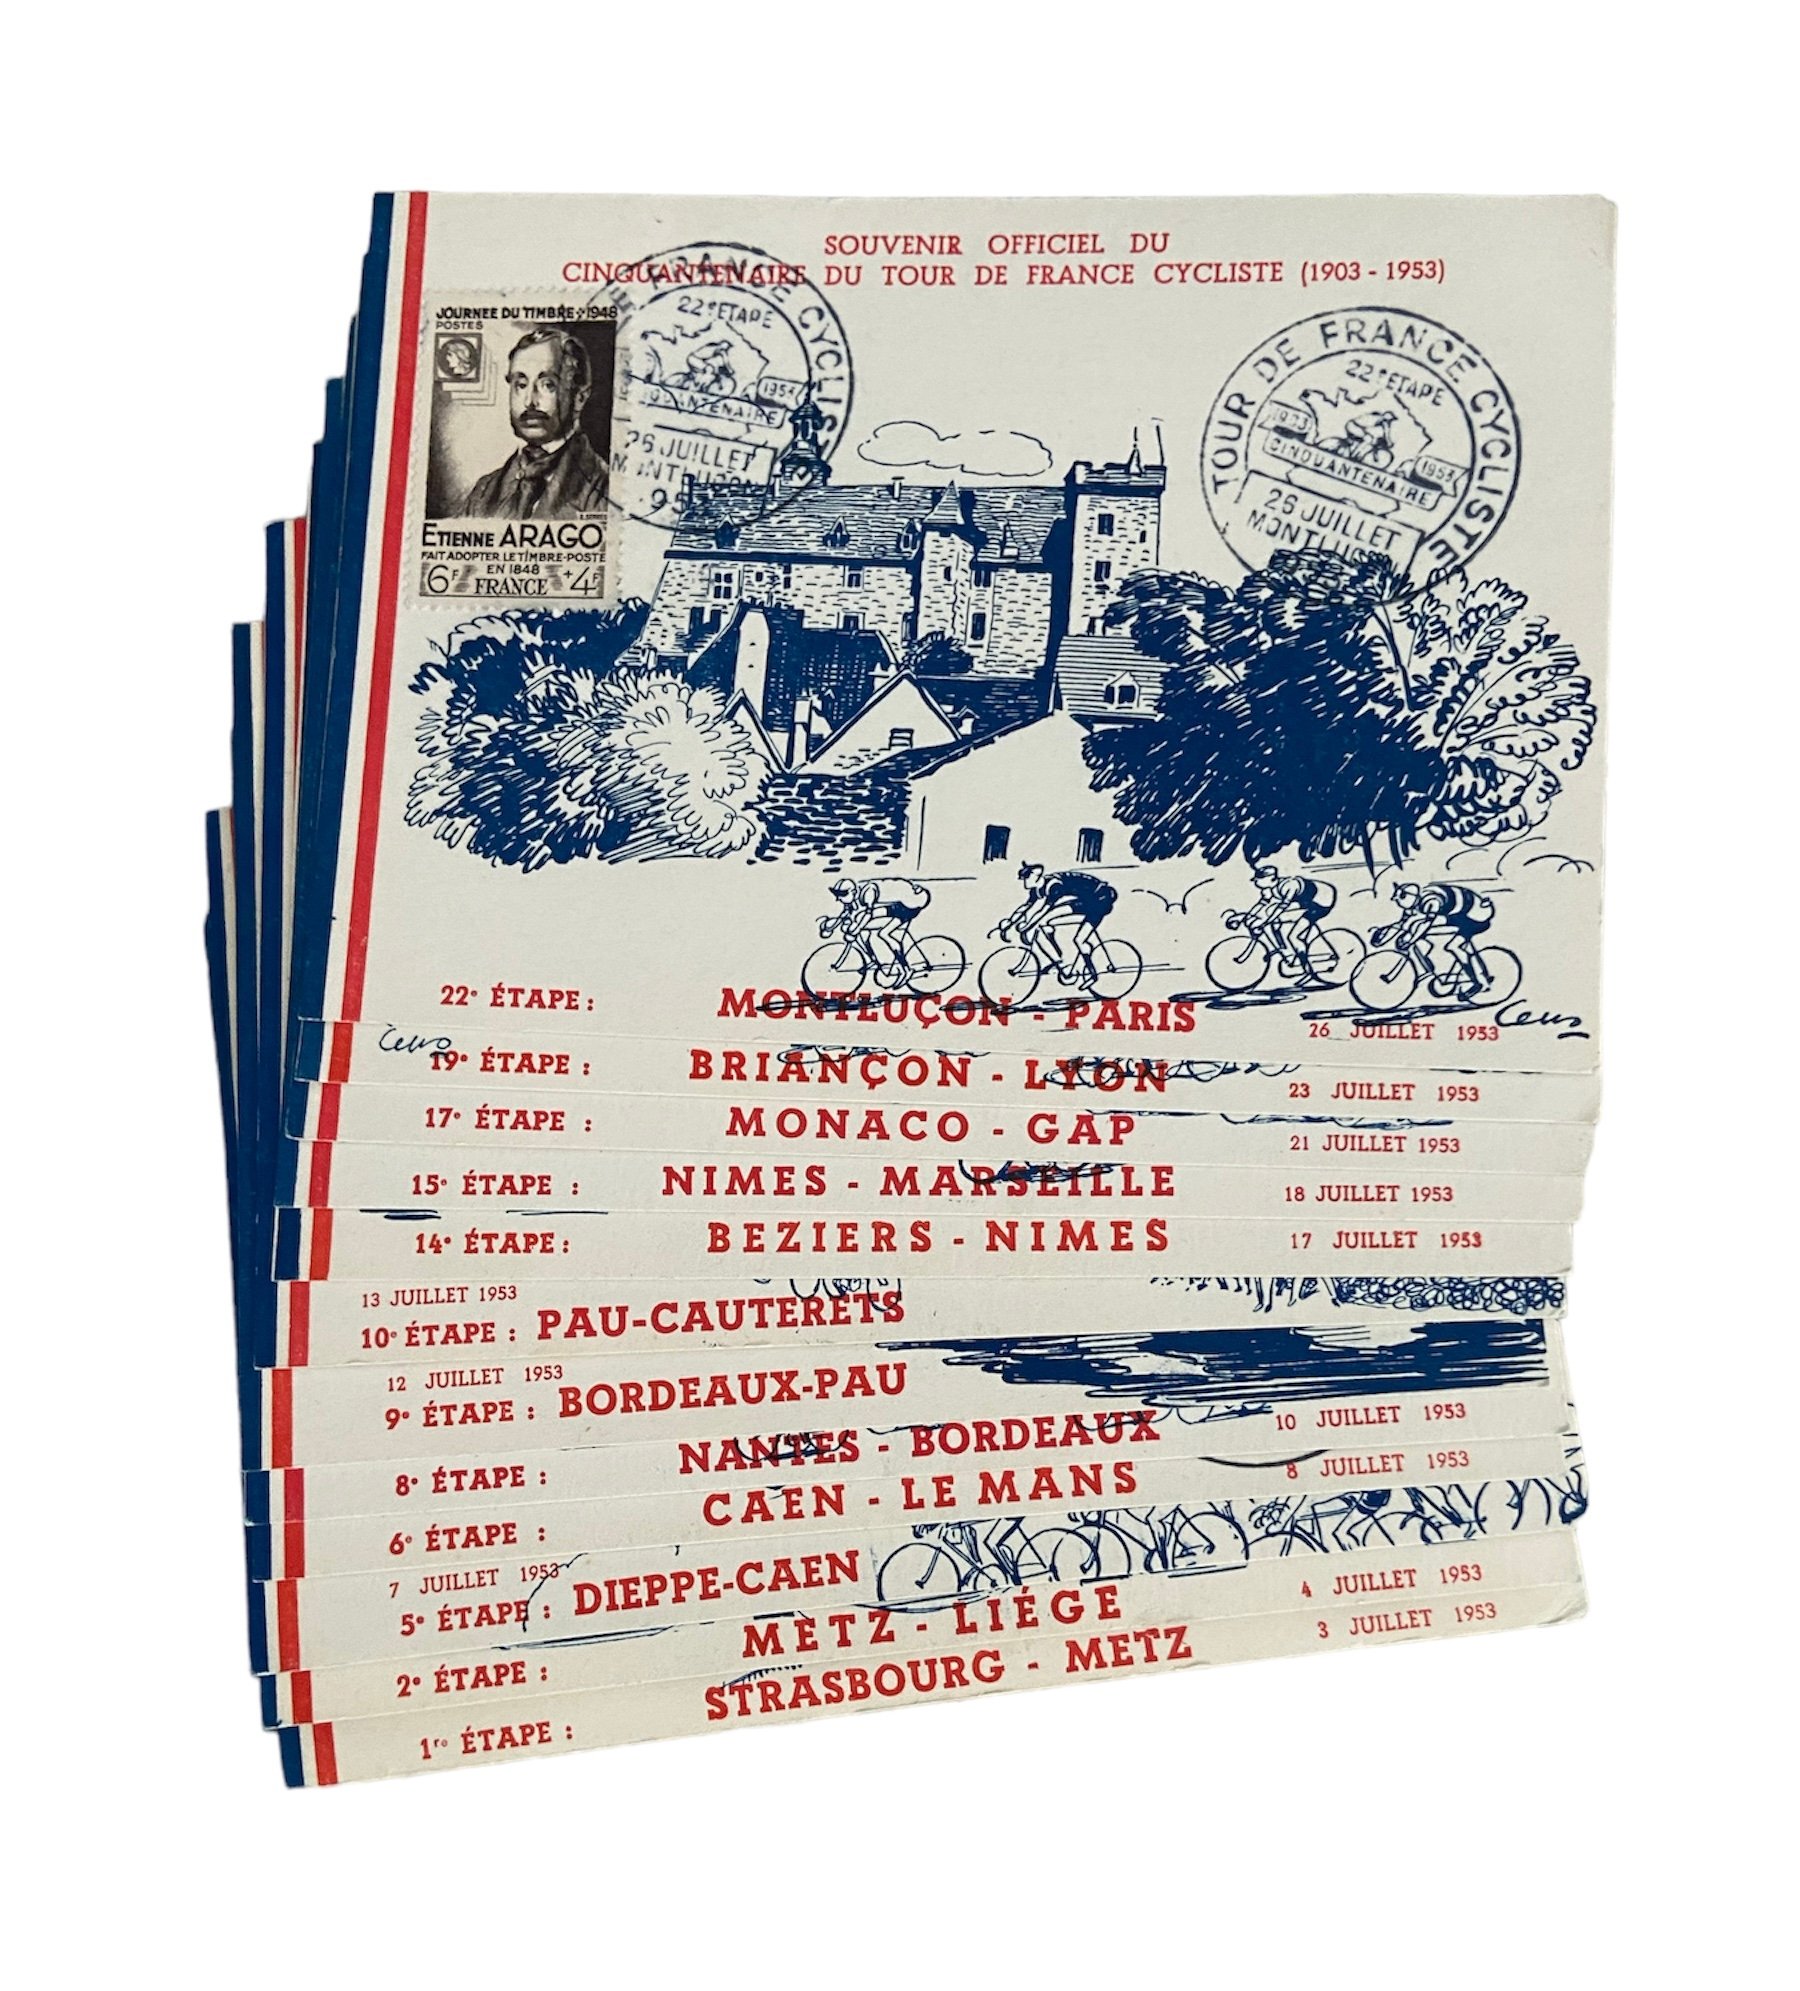 SOUVENIR OFFICIEL DU
CINQUANTENAIRE DU TOUR DE FRANCE CYCLISTE (1903 - 1953)
JOURNEE DU TIMBRE 1948
POSTES
ETIENNE ARAGO
FAIT ADOPTER LE TIMBRE-POSTE
EN 1848
6F FRANCE +4F
FRANCE CYCLISTE
22e ETAPE
1953
26 JUILLET
MONTLUÇON
TOUR DE FRANCE CYCLISTE
22e ETAPE
1903
CINQUANTENAIRE
1953
26 JUILLET
22e ÉTAPE : MONTLUÇON - PARIS 26 JUILLET 1953
19e ÉTAPE : BRIANÇON - LYON 23 JUILLET 1953
17e ÉTAPE : MONACO - GAP 21 JUILLET 1953
15e ÉTAPE : NIMES - MARSEILLE 18 JUILLET 1953
14e ÉTAPE : BEZIERS - NIMES 17 JUILLET 1953
13 JUILLET 1953
10e ÉTAPE : PAU-CAUTERETS
12 JUILLET 1953
9e ÉTAPE : BORDEAUX-PAU
8e ÉTAPE : NANTES - BORDEAUX 10 JUILLET 1953
6e ÉTAPE : CAEN - LE MANS 8 JUILLET 1953
7 JUILLET 1953
5e ÉTAPE : DIEPPE-CAEN
2e ÉTAPE : METZ - LIÉGE 4 JUILLET 1953
1re ÉTAPE : STRASBOURG - METZ 3 JUILLET 1953